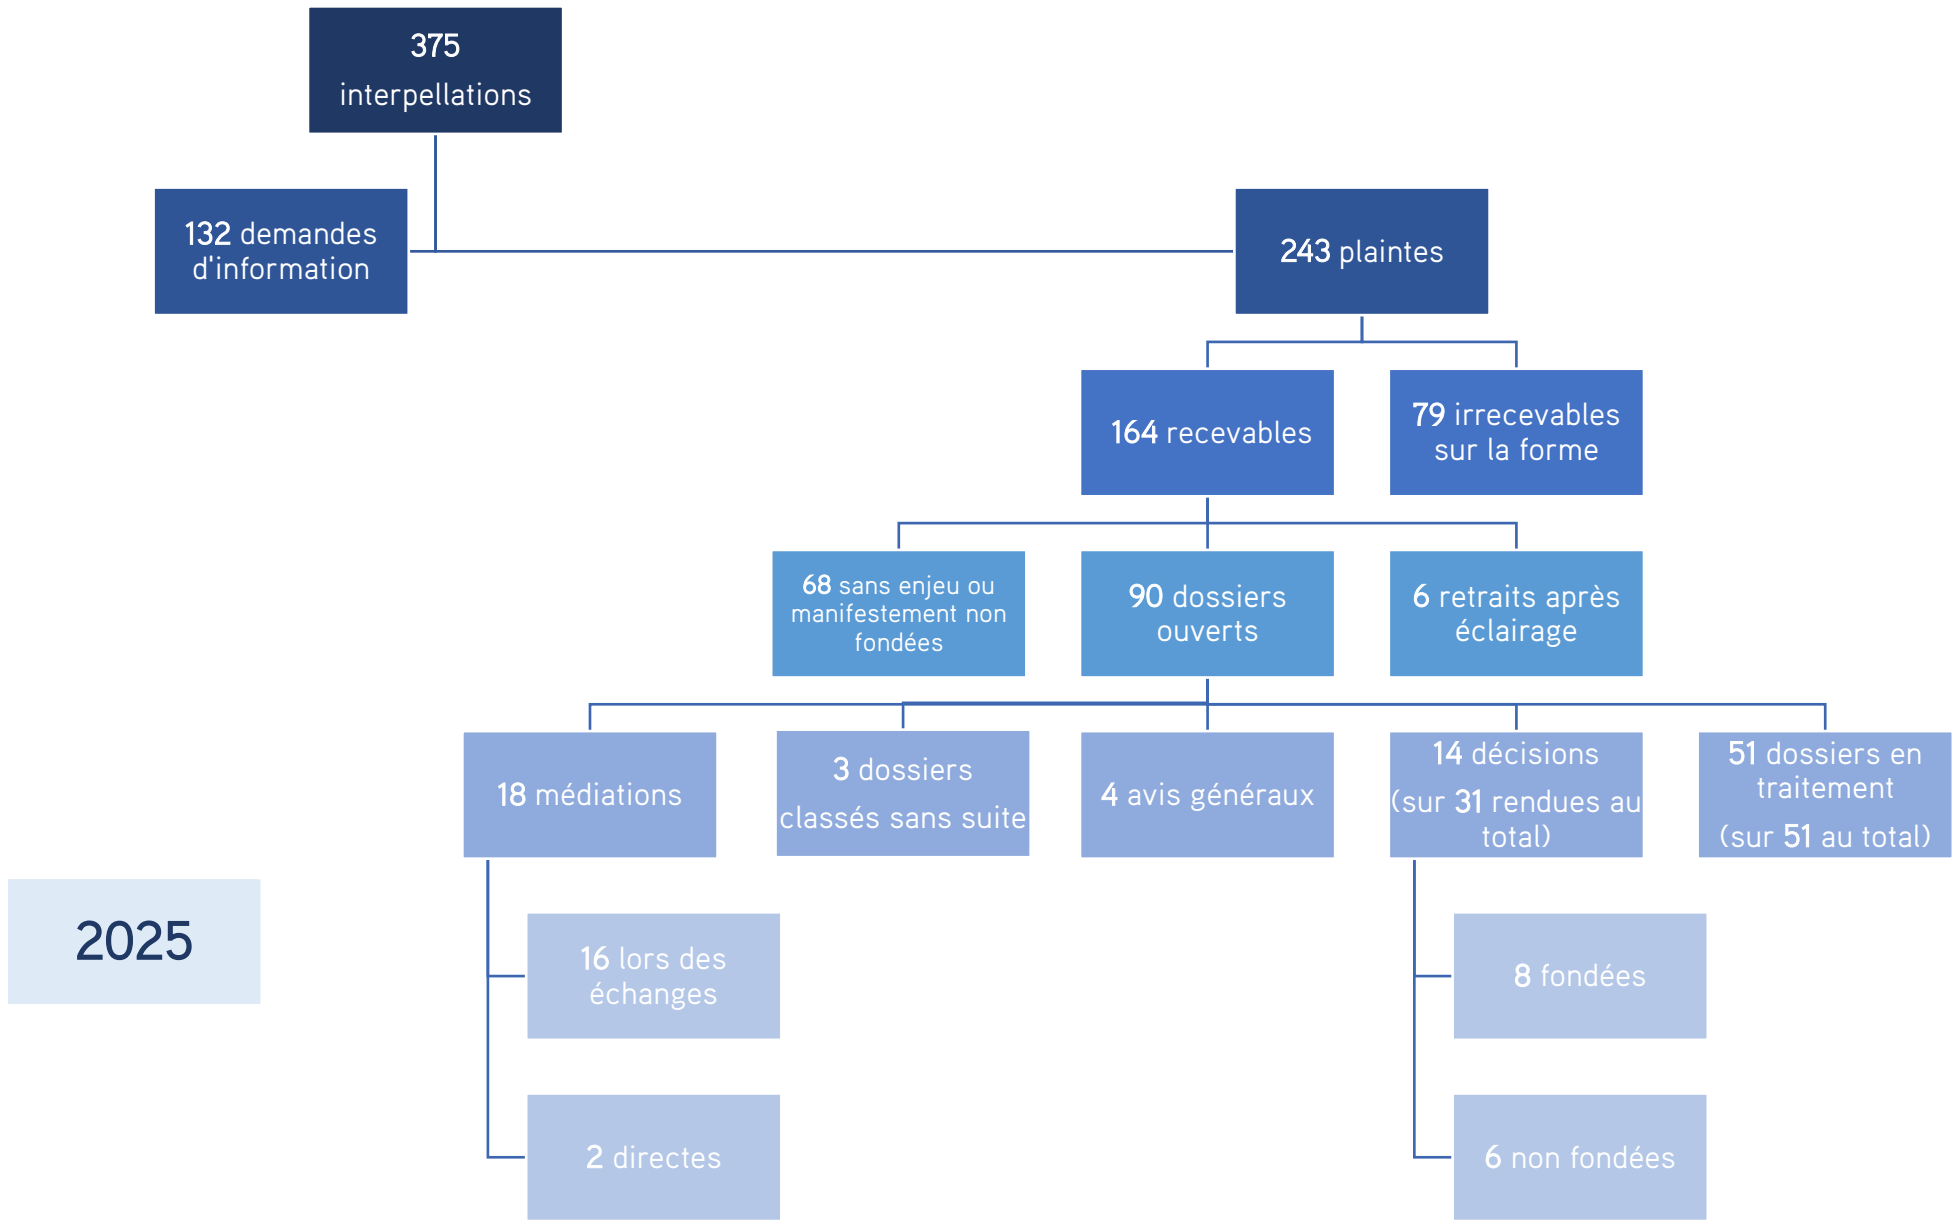 375
interpellations
132 demandes
d'information
243 plaintes
164 recevables
79 irrecevables
sur la forme
68 sans enjeu ou
manifestement non
fondées
90 dossiers
ouverts
6 retraits après
éclairage
18 médiations
3 dossiers
classés sans suite
4 avis généraux
14 décisions
(sur 31 rendues au
total)
51 dossiers en
traitement
(sur 51 au total)
2025
16 lors des
échanges
8 fondées
2 directes
6 non fondées